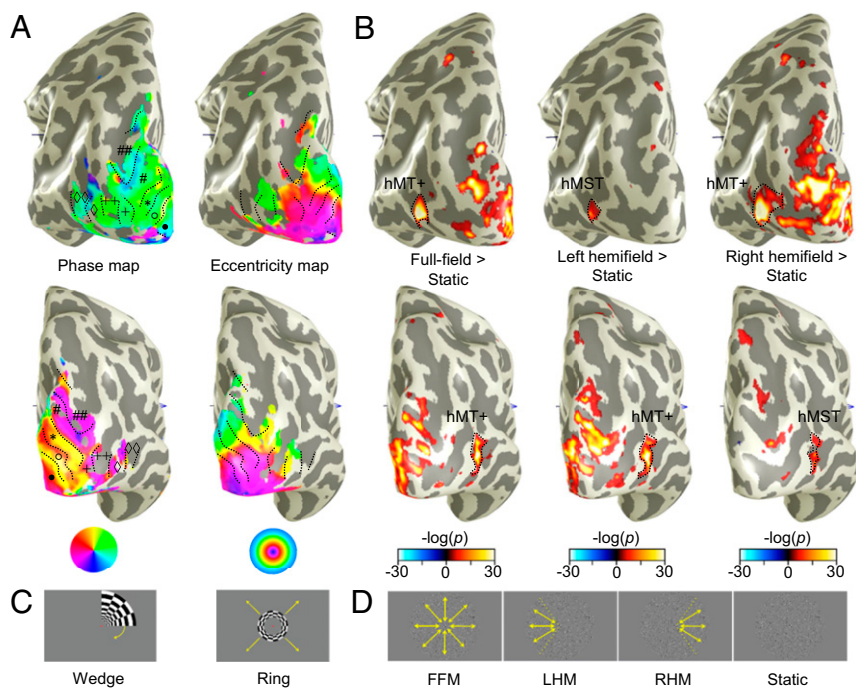 A
B
##
#
◊◊
◊
++
+
*
○
●
hMT+
hMST
hMT+
Phase map
Eccentricity map
Full-field >
Static
Left hemifield >
Static
Right hemifield >
Static
#
##
*
○
++
+
◊◊
◊
●
hMT+
hMT+
hMST
-log(p)
-30 0 30
-log(p)
-30 0 30
-log(p)
-30 0 30
C
D
Wedge
Ring
FFM
LHM
RHM
Static